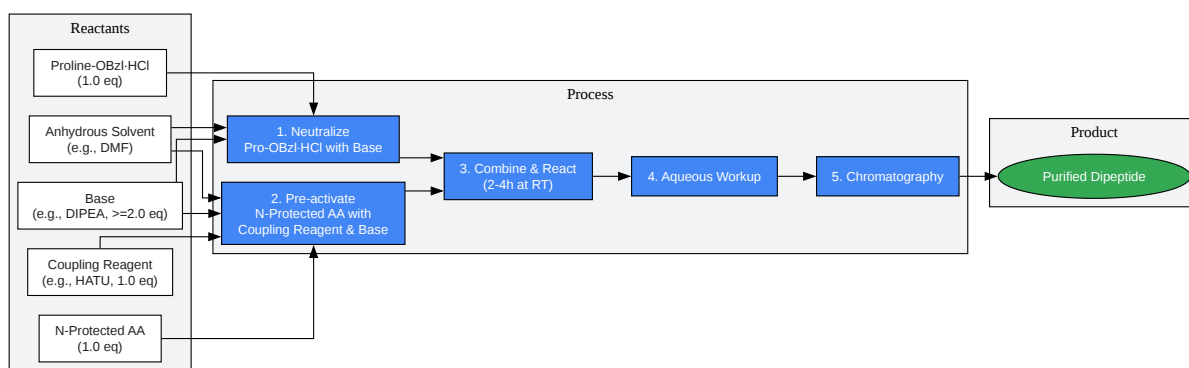 Reactants
Proline-OBzl·HCl
(1.0 eq)
Anhydrous Solvent
(e.g., DMF)
Base
(e.g., DIPEA, >=2.0 eq)
Coupling Reagent
(e.g., HATU, 1.0 eq)
N-Protected AA
(1.0 eq)
Process
1. Neutralize
Pro-OBzl·HCl with Base
2. Pre-activate
N-Protected AA with
Coupling Reagent & Base
3. Combine & React
(2-4h at RT)
4. Aqueous Workup
5. Chromatography
Product
Purified Dipeptide